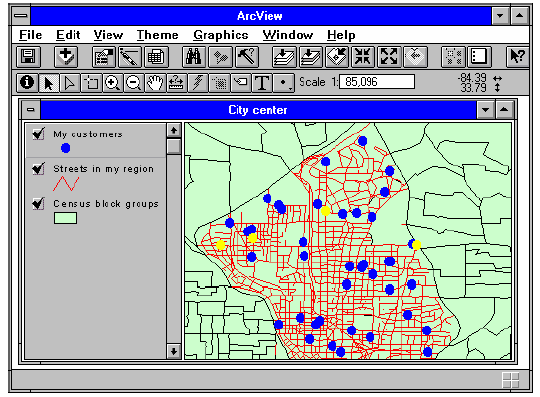 ArcView
File Edit View Theme Graphics Window Help
Scale 1: 85,096
-84.39
33.79
City center
My customers
Streets in my region
Census block groups